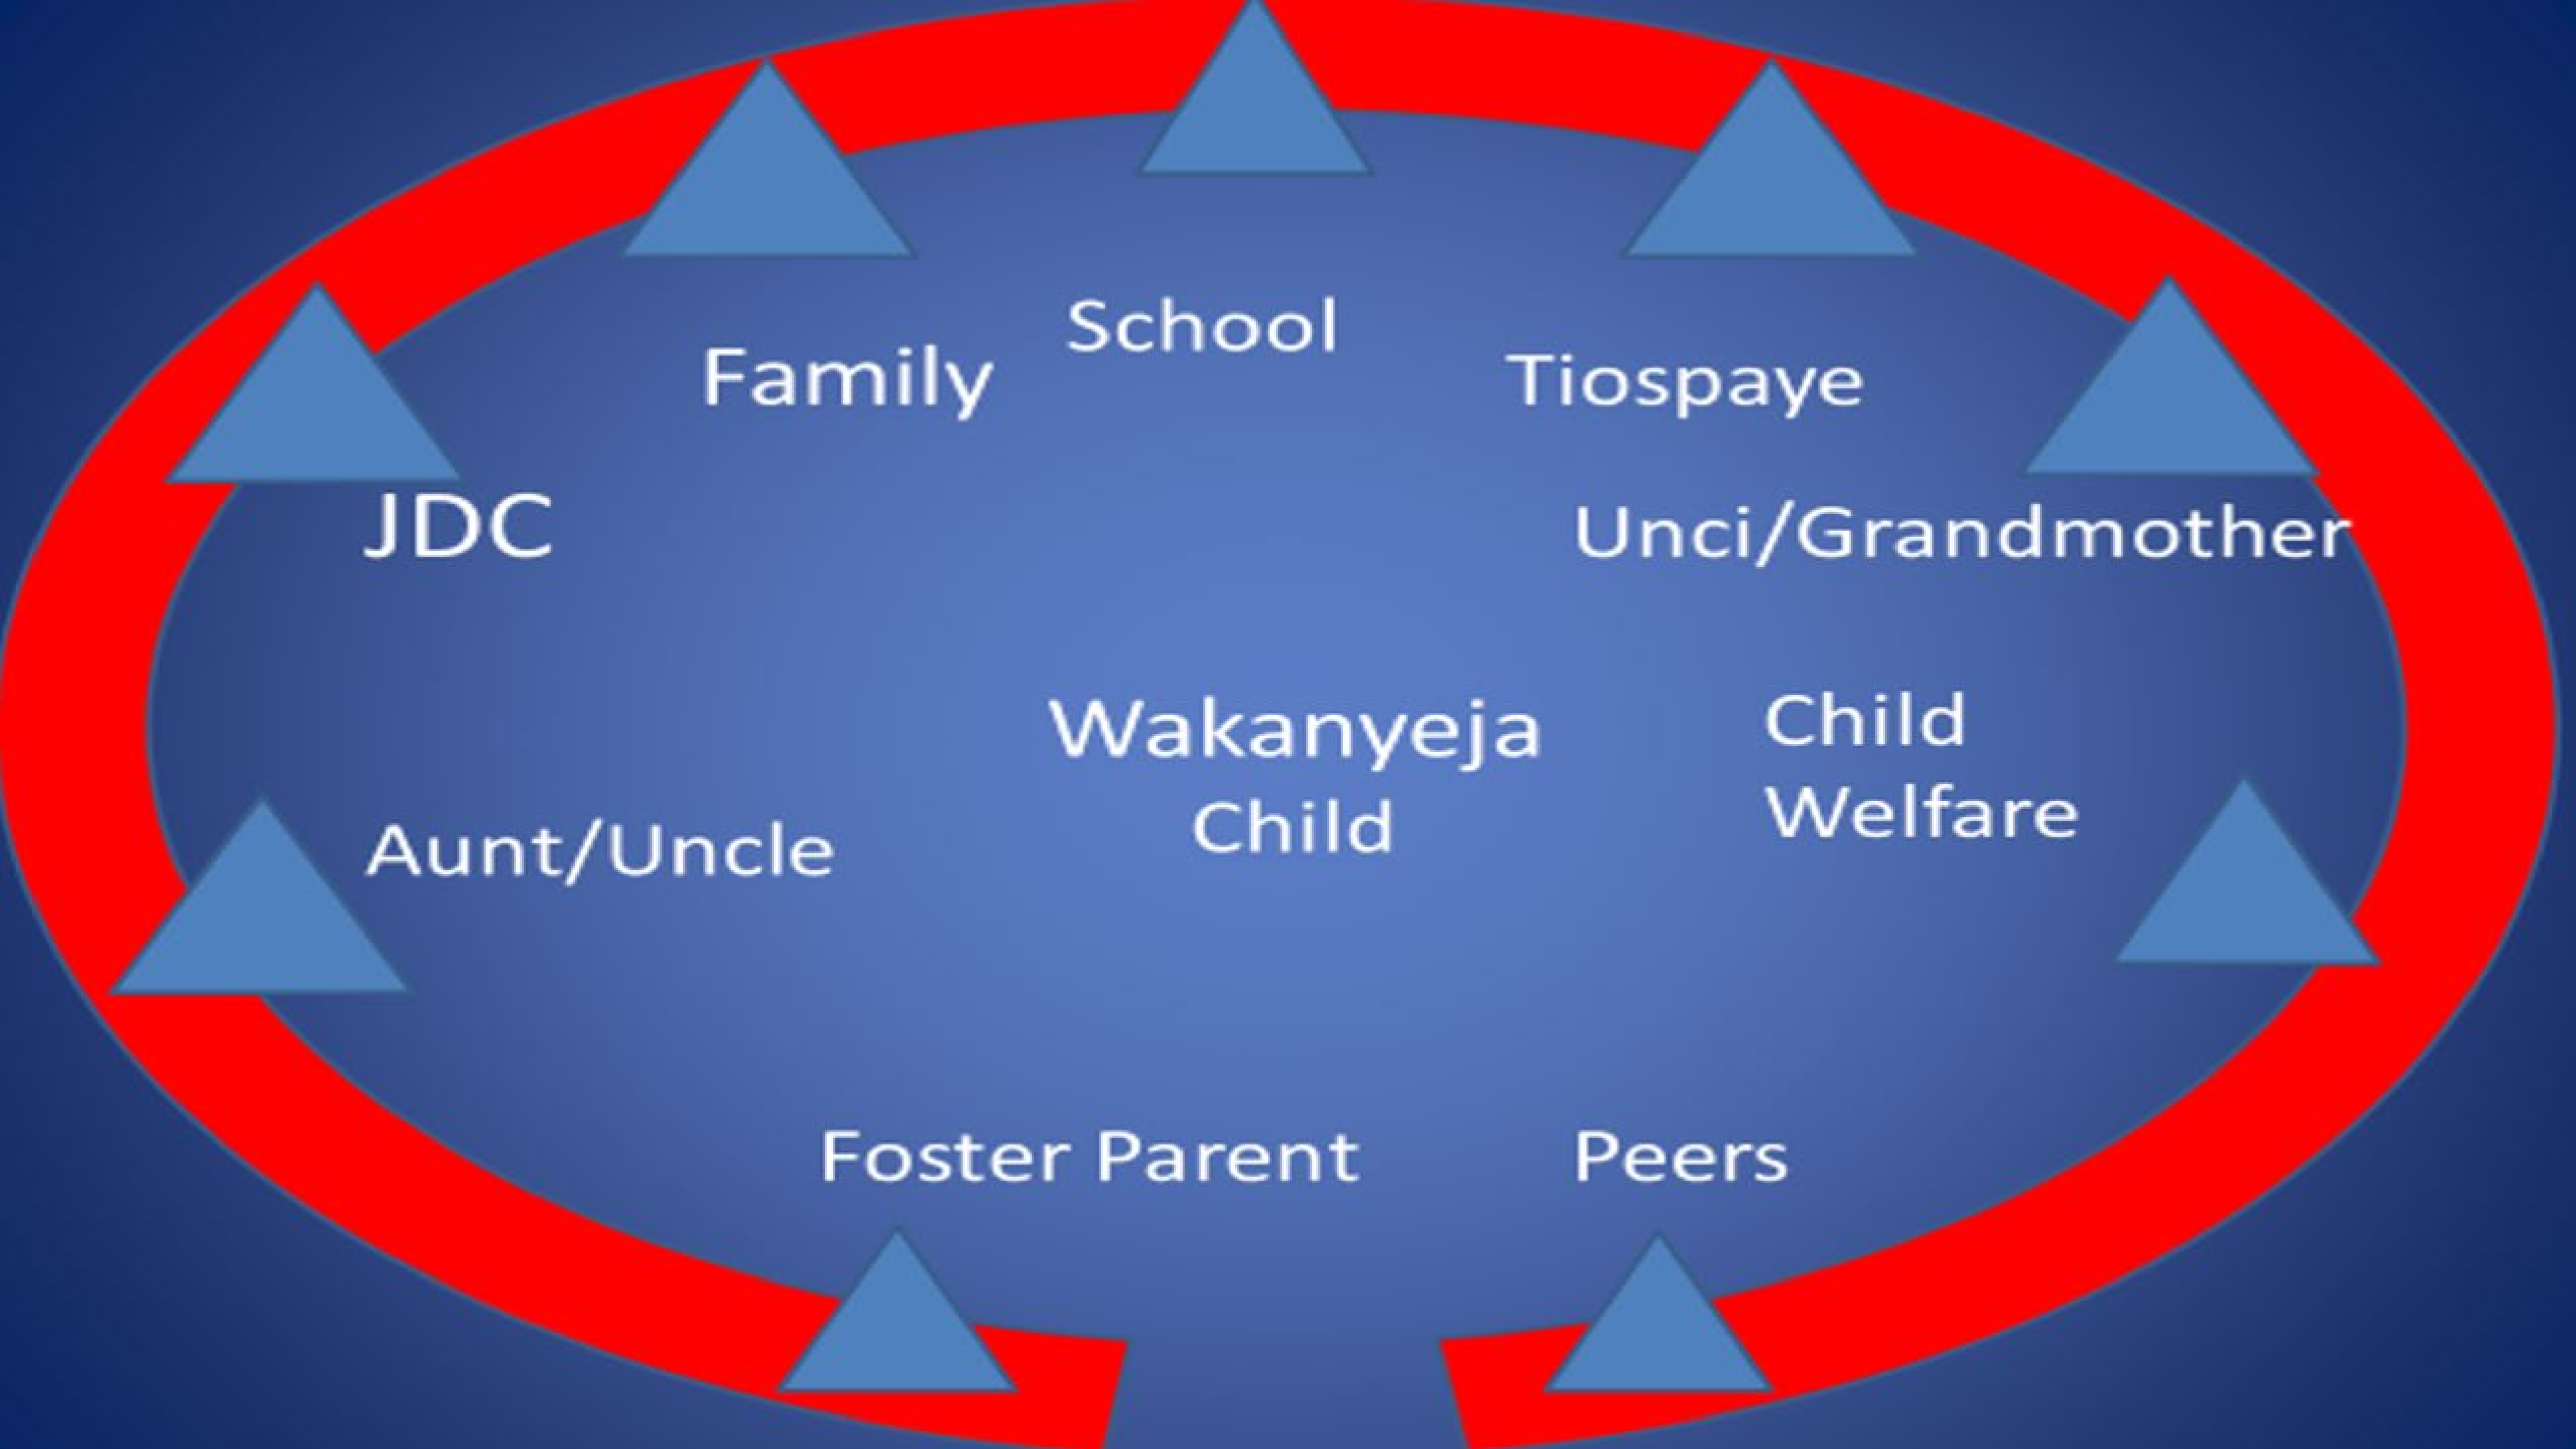 School
Family
Tiospaye
JDC
Unci/Grandmother
Wakanyeja
Child
Child
Welfare
Aunt/Uncle
Foster Parent
Peers